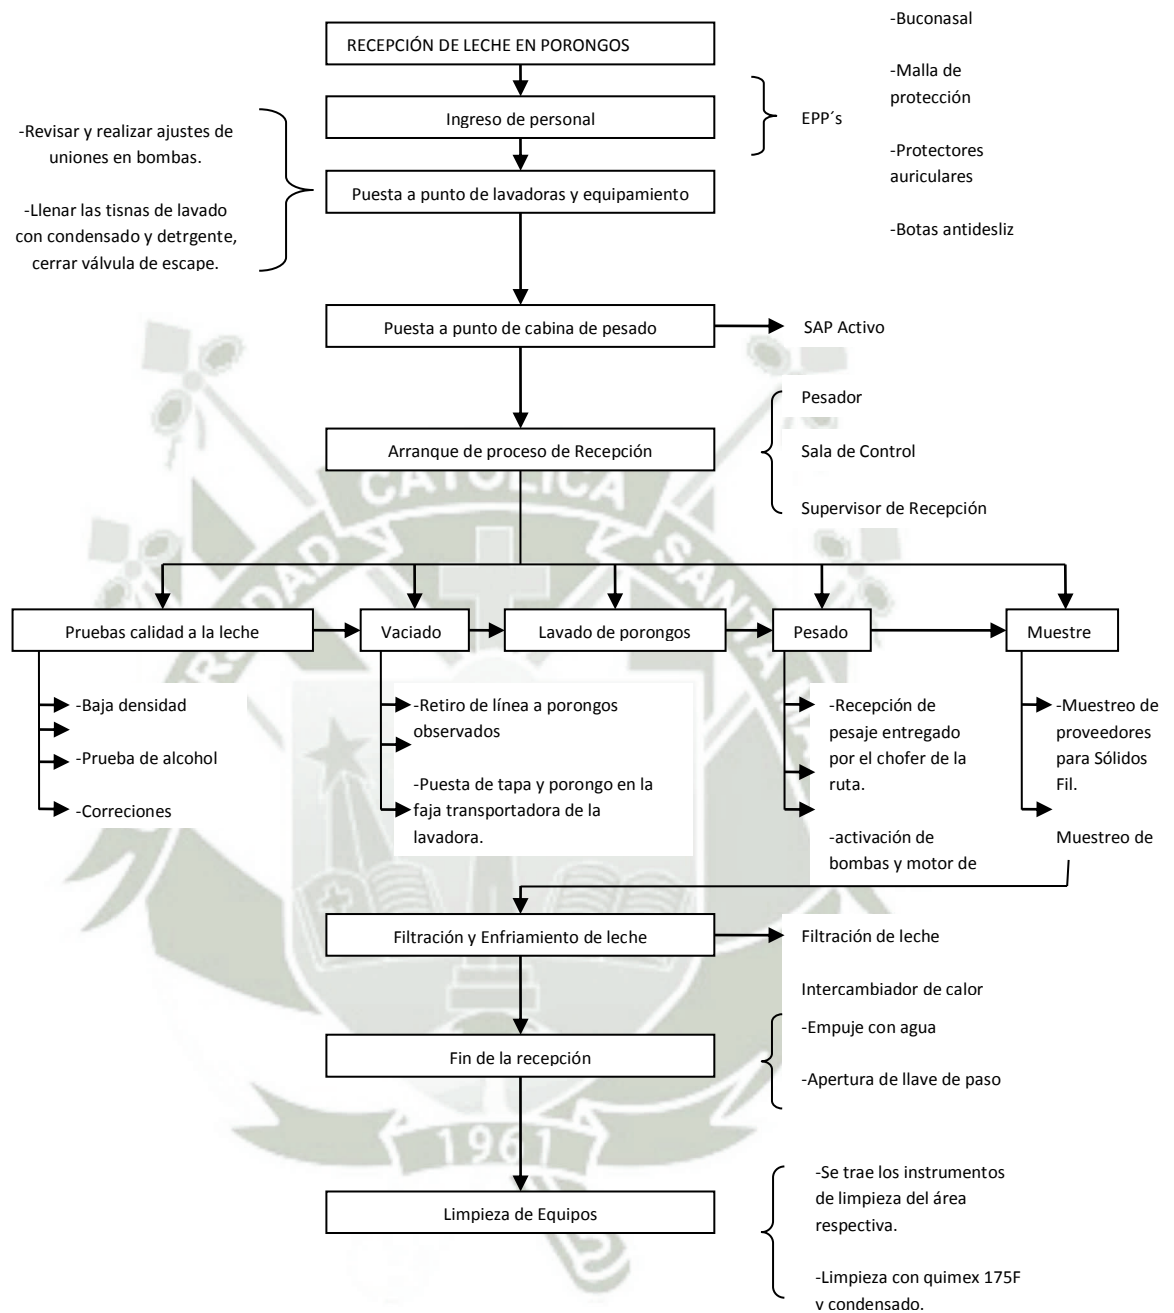 RECEPCIÓN DE LECHE EN PORONGOS
Ingreso de personal
EPP´s
-Buconasal
-Malla de
protección
-Protectores
auriculares
-Botas antidesliz
-Revisar y realizar ajustes de
uniones en bombas.
-Llenar las tisnas de lavado
con condensado y detrgente,
cerrar válvula de escape.
Puesta a punto de lavadoras y equipamiento
Puesta a punto de cabina de pesado
SAP Activo
Arranque de proceso de Recepción
Pesador
Sala de Control
Supervisor de Recepción
Pruebas calidad a la leche
Vaciado
Lavado de porongos
Pesado
Muestre
-Baja densidad
-Prueba de alcohol
-Correciones
-Retiro de línea a porongos
observados
-Puesta de tapa y porongo en la
faja transportadora de la
lavadora.
-Recepción de
pesaje entregado
por el chofer de la
ruta.
-activación de
bombas y motor de
-Muestreo de
proveedores
para Sólidos
Fil.
Muestreo de
Filtración y Enfriamiento de leche
Filtración de leche
Intercambiador de calor
Fin de la recepción
-Empuje con agua
-Apertura de llave de paso
Limpieza de Equipos
-Se trae los instrumentos
de limpieza del área
respectiva.
-Limpieza con quimex 175F
y condensado.
CATOLICA
SANTA MA
RSIDAD
1961